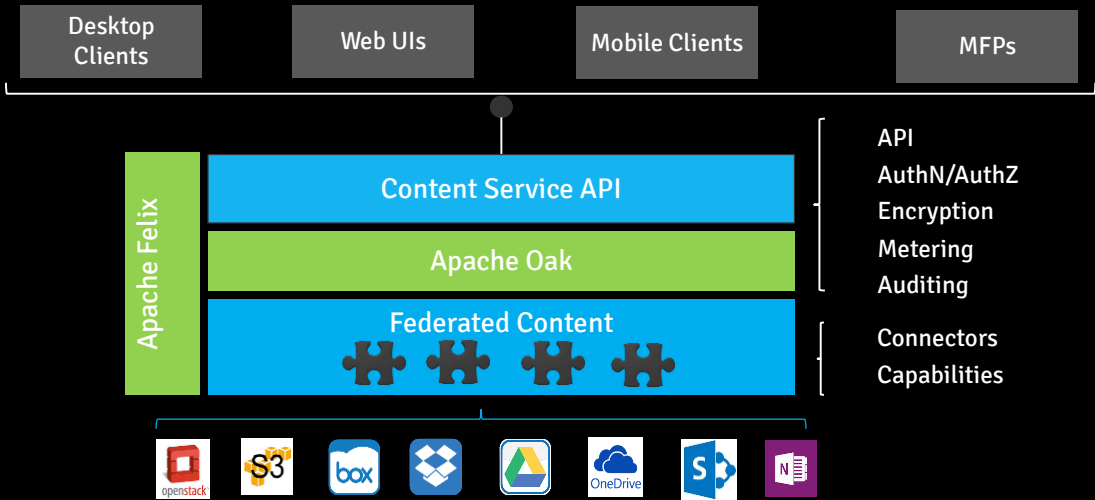 Desktop
Clients
Web UIs
Mobile Clients
MFPs
Apache Felix
Content Service API
Apache Oak
Federated Content
API
AuthN/AuthZ
Encryption
Metering
Auditing
Connectors
Capabilities
openstack
S3
box
OneDrive
S
N